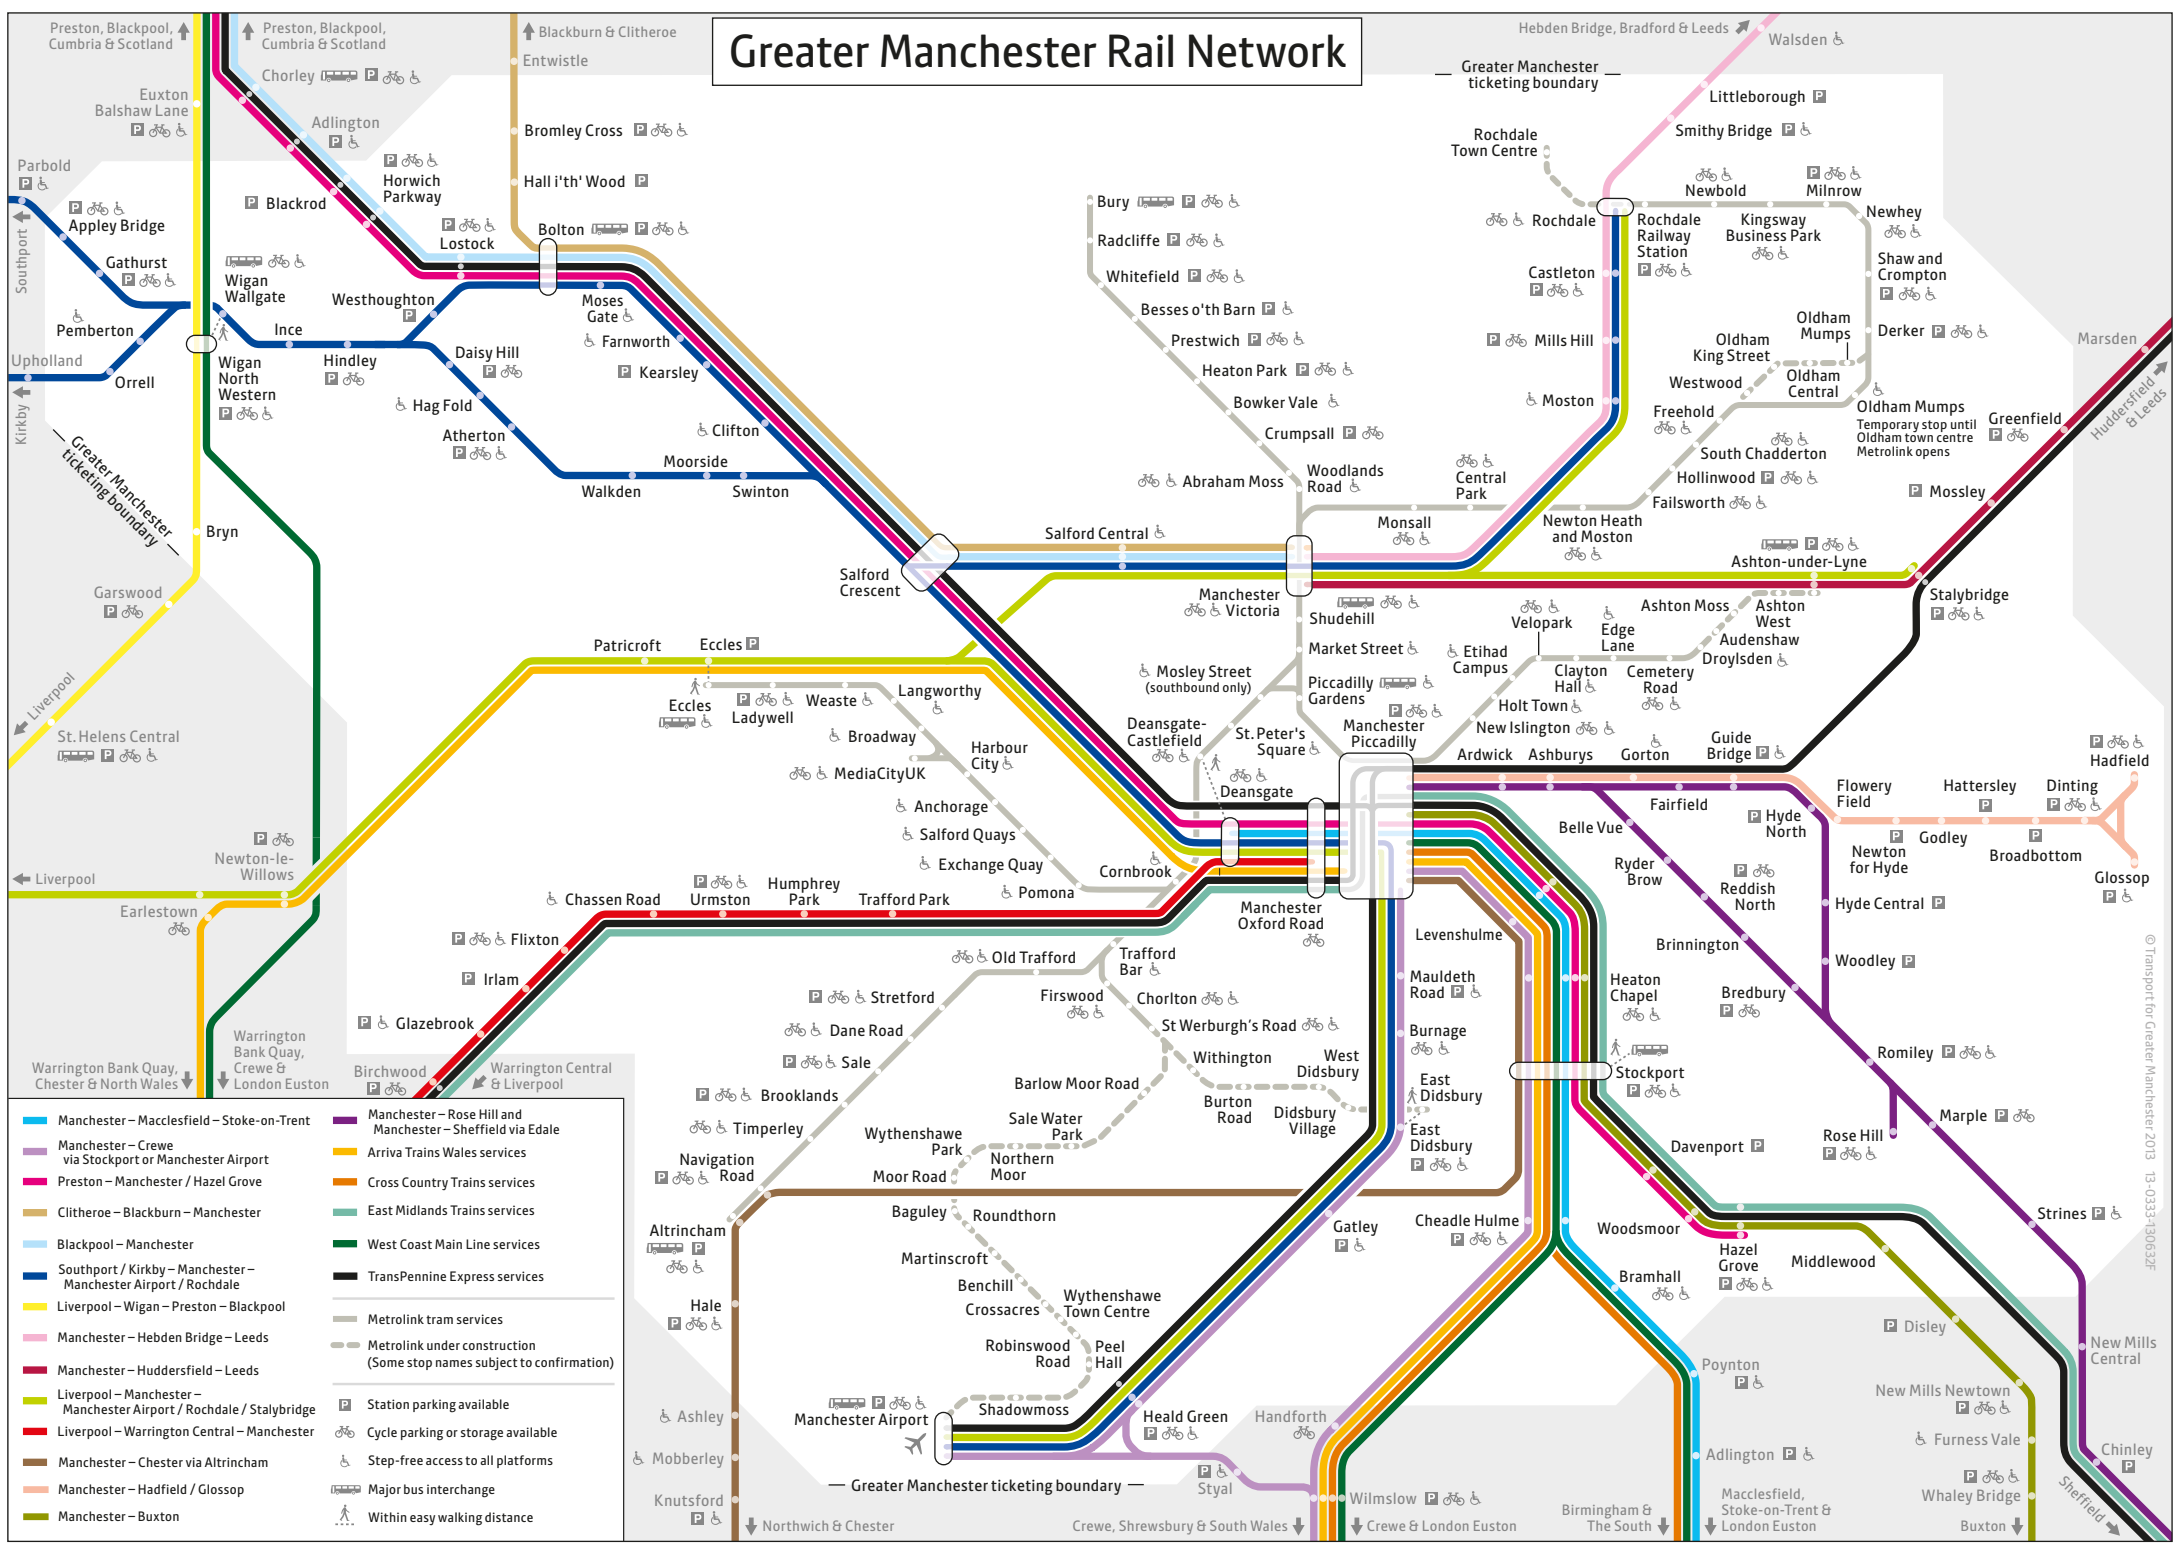 Greater Manchester Rail Network
Preston, Blackpool,
Cumbria & Scotland
Preston, Blackpool,
Cumbria & Scotland
Blackburn & Clitheroe
Entwistle
Chorley
Euxton
Balshaw Lane
Adlington
Bromley Cross
Horwich
Parkway
Hall i'th' Wood
Blackrod
Parbold
Appley Bridge
Southport
Gathurst
Lostock
Bolton
Wigan
Wallgate
Westhoughton
Moses
Gate
Pemberton
Ince
Upholland
Orrell
Kirkby
Wigan
North
Western
Hindley
Daisy Hill
Farnworth
Kearsley
Hag Fold
Atherton
Clifton
Moorside
Walkden
Swinton
Greater Manchester
ticketing boundary
Bryn
Garswood
Liverpool
St. Helens Central
Salford
Crescent
Salford Central
Hebden Bridge, Bradford & Leeds
Walsden
Greater Manchester
ticketing boundary
Littleborough
Smithy Bridge
Rochdale
Town Centre
Newbold
Milnrow
Rochdale
Rochdale
Railway
Station
Kingsway
Business Park
Newhey
Shaw and
Crompton
Castleton
Mills Hill
Moston
Oldham
Mumps
Derker
Oldham
King Street
Westwood
Oldham
Central
Freehold
Oldham Mumps
Temporary stop until
Oldham town centre
Metrolink opens
South Chadderton
Hollinwood
Failsworth
Newton Heath
and Moston
Central
Park
Monsall
Marsden
Huddersfield
& Leeds
Greenfield
Mossley
Ashton-under-Lyne
Stalybridge
Bury
Radcliffe
Whitefield
Besses o'th Barn
Prestwich
Heaton Park
Bowker Vale
Crumpsall
Abraham Moss
Woodlands
Road
Manchester
Victoria
Shudehill
Market Street
Mosley Street
(southbound only)
Piccadilly
Gardens
Deansgate-
Castlefield
St. Peter's
Square
Manchester
Piccadilly
Deansgate
Velopark
Edge
Lane
Etihad
Campus
Clayton
Hall
Cemetery
Road
Holt Town
New Islington
Ashton Moss
Ashton
West
Audenshaw
Droylsden
Patricroft
Eccles
Eccles
Ladywell
Weaste
Langworthy
Broadway
Harbour
City
MediaCityUK
Anchorage
Salford Quays
Exchange Quay
Pomona
Cornbrook
Manchester
Oxford Road
Ardwick
Ashburys
Gorton
Guide
Bridge
Fairfield
Flowery
Field
Hattersley
Dinting
Hadfield
Hyde
North
Newton
for Hyde
Godley
Broadbottom
Glossop
Belle Vue
Ryder
Brow
Reddish
North
Hyde Central
Brinnington
Woodley
Bredbury
Romiley
Marple
Rose Hill
Strines
Newton-le-
Willows
Liverpool
Earlestown
Chassen Road
Urmston
Humphrey
Park
Trafford Park
Flixton
Irlam
Glazebrook
Birchwood
Warrington Central
& Liverpool
Warrington Bank Quay,
Chester & North Wales
Warrington
Bank Quay,
Crewe &
London Euston
Old Trafford
Trafford
Bar
Stretford
Firswood
Chorlton
Dane Road
St Werburgh's Road
Sale
Withington
West
Didsbury
Brooklands
Barlow Moor Road
Burton
Road
Didsbury
Village
East
Didsbury
East
Didsbury
Timperley
Sale Water
Park
Wythenshawe
Park
Northern
Moor
Navigation
Road
Moor Road
Baguley
Roundthorn
Altrincham
Martinscroft
Benchill
Crossacres
Wythenshawe
Town Centre
Hale
Robinswood
Road
Peel
Hall
Shadowmoss
Manchester Airport
Ashley
Mobberley
Knutsford
Northwich & Chester
Greater Manchester ticketing boundary
Levenshulme
Mauldeth
Road
Burnage
Heaton
Chapel
Stockport
Davenport
Gatley
Cheadle Hulme
Woodsmoor
Hazel
Grove
Middlewood
Bramhall
Heald Green
Handforth
Styal
Wilmslow
Crewe, Shrewsbury & South Wales
Crewe & London Euston
Poynton
Adlington
Birmingham &
The South
Macclesfield,
Stoke-on-Trent &
London Euston
Disley
New Mills Newtown
Furness Vale
Whaley Bridge
Buxton
New Mills
Central
Chinley
Sheffield
© Transport for Greater Manchester 2013 13-0333-130632F
Manchester – Macclesfield – Stoke-on-Trent
Manchester – Crewe
via Stockport or Manchester Airport
Preston – Manchester / Hazel Grove
Clitheroe – Blackburn – Manchester
Blackpool – Manchester
Southport / Kirkby – Manchester –
Manchester Airport / Rochdale
Liverpool – Wigan – Preston – Blackpool
Manchester – Hebden Bridge – Leeds
Manchester – Huddersfield – Leeds
Liverpool – Manchester –
Manchester Airport / Rochdale / Stalybridge
Liverpool – Warrington Central – Manchester
Manchester – Chester via Altrincham
Manchester – Hadfield / Glossop
Manchester – Buxton
Manchester – Rose Hill and
Manchester – Sheffield via Edale
Arriva Trains Wales services
Cross Country Trains services
East Midlands Trains services
West Coast Main Line services
TransPennine Express services
Metrolink tram services
Metrolink under construction
(Some stop names subject to confirmation)
P Station parking available
Cycle parking or storage available
Step-free access to all platforms
Major bus interchange
Within easy walking distance